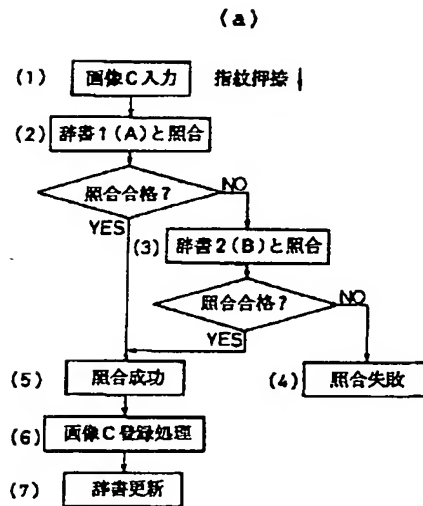 (a)
(1) 画像C入力 指紋押捺
(2) 辞書1(A)と照合
照合合格?
NO
YES
(3) 辞書2(B)と照合
照合合格?
NO
YES
(5) 照合成功
(4) 照合失敗
(6) 画像C登録処理
(7) 辞書更新